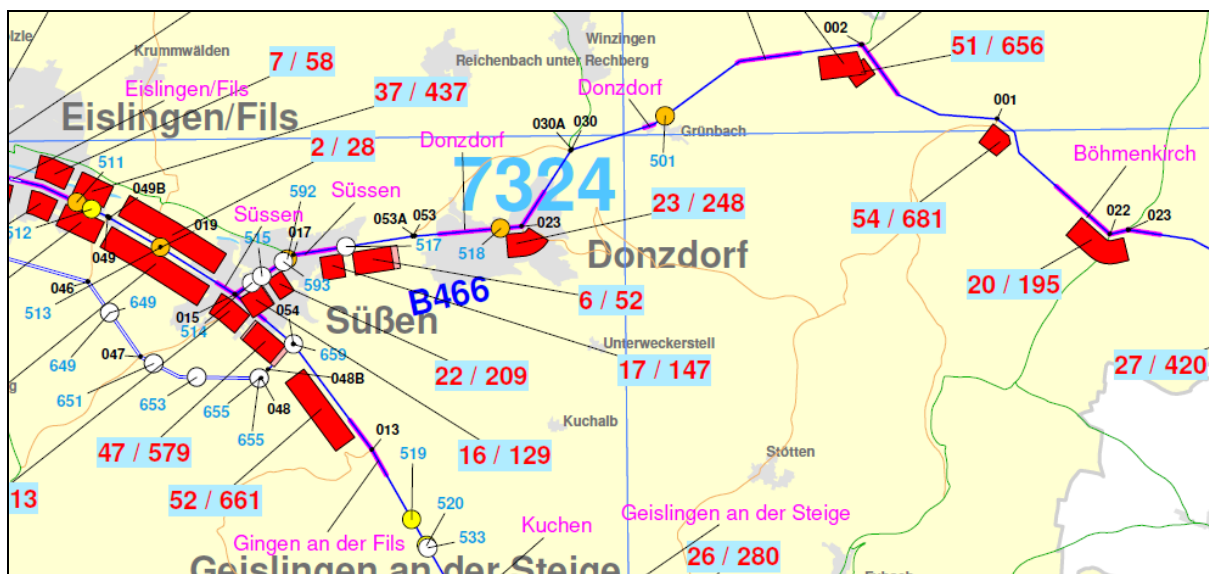 Winzingen
002
51 / 656
Krummwälden
7 / 58
Reichenbach unter Rechberg
Eislingen/Fils
37 / 437
Donzdorf
001
Eislingen/Fils
030A
030
Grünbach
2 / 28
Donzdorf
501
Böhmenkirch
511
049B
592
Süssen
7324
23 / 248
54 / 681
019
Süssen
053A
053
022
023
512
515
017
517
518
023
Donzdorf
049
593
20 / 195
046
649
B466
6 / 52
513
015
514
054
Süßen
649
047
659
Unterweckerstell
22 / 209
17 / 147
27 / 420
651
653
048B
655
048
655
Kuchalb
47 / 579
013
16 / 129
Stötten
13
52 / 661
519
520
Geislingen an der Steige
Kuchen
533
Gingen an der Fils
26 / 280
Geislingen an der Steige